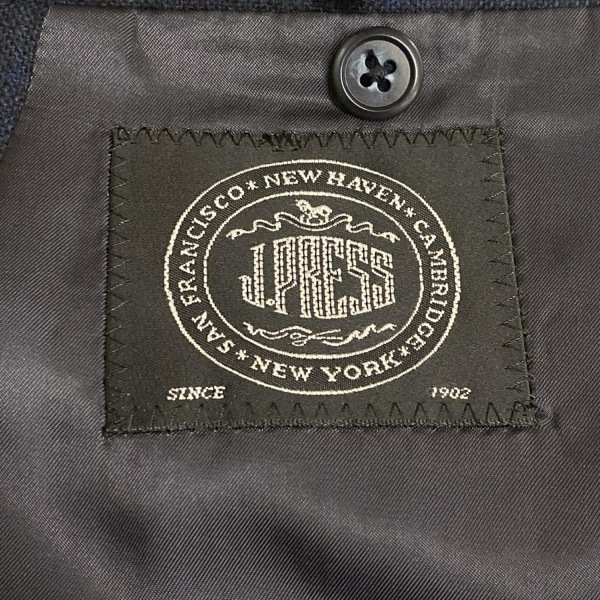 SAN FRANCISCO * NEW HAVEN * CAMBRIDGE * NEW YORK *
J.PRESS
SINCE 1902